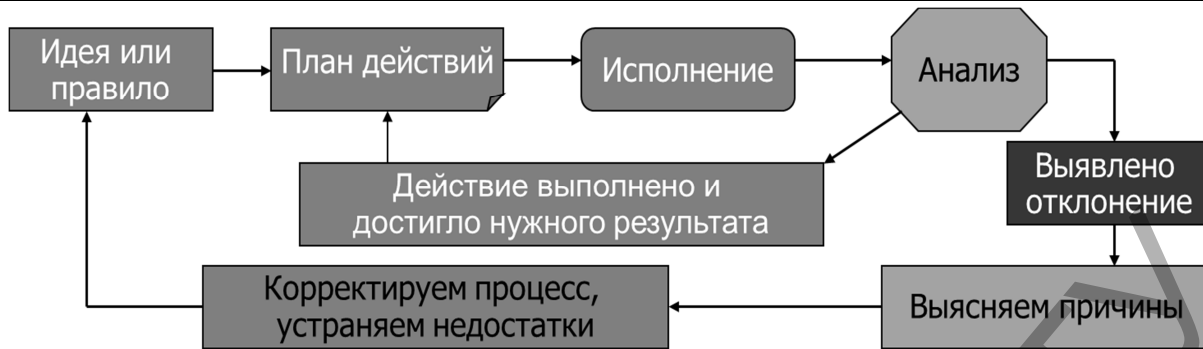 Идея или
правило
План действий
Исполнение
Анализ
Выявлено
отклонение
Действие выполнено и
достигло нужного результата
Корректируем процесс,
устраняем недостатки
Выясняем причины